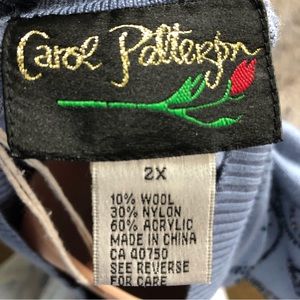 Carol Patterson
2X
10% WOOL
30% NYLON
60% ACRYLIC
MADE IN CHINA
CA 40750
SEE REVERSE
FOR CARE